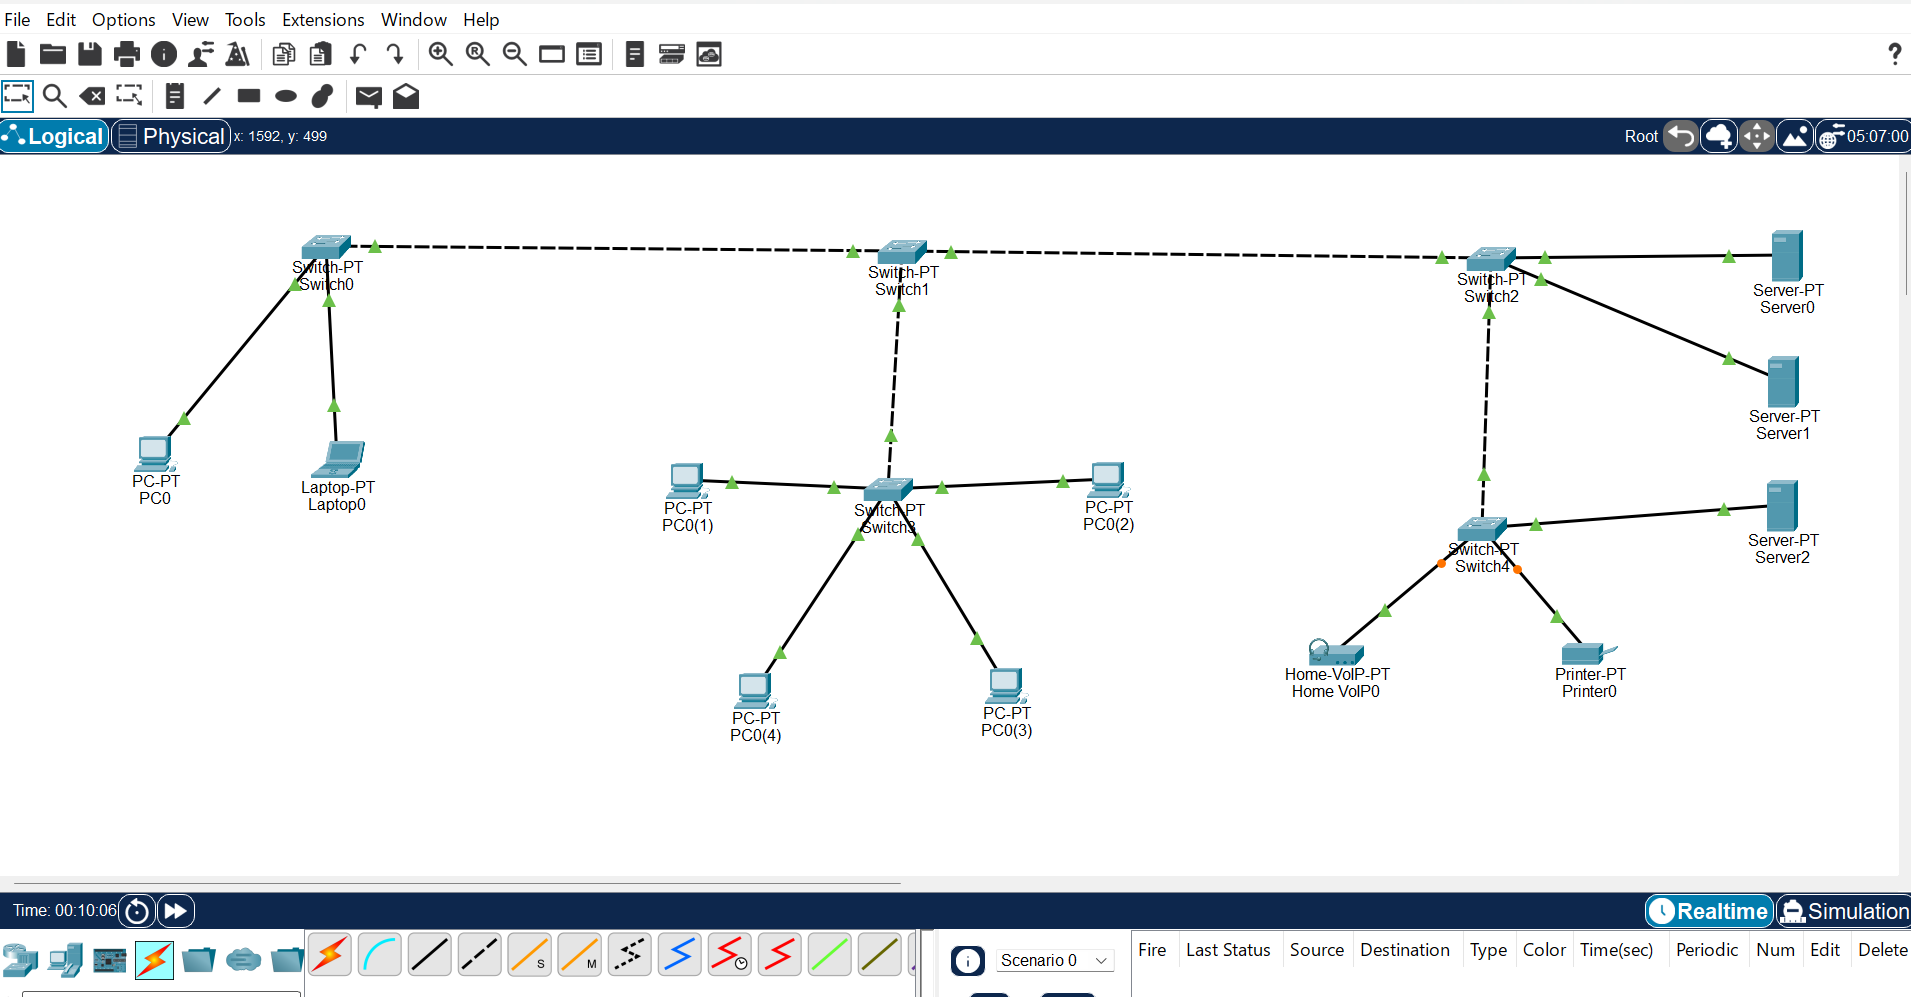 File Edit Options View Tools Extensions Window Help
?
Logical Physical x: 1592, y: 499 Root 05:07:00
Switch-PT
Switch0
Switch-PT
Switch1
Switch-PT
Switch2
Server-PT
Server0
Server-PT
Server1
PC-PT
PC0
Laptop-PT
Laptop0
PC-PT
PC0(1)
Switch-PT
Switch3
PC-PT
PC0(2)
Switch-PT
Switch4
Server-PT
Server2
Home-VoIP-PT
Home VoIP0
Printer-PT
Printer0
PC-PT
PC0(4)
PC-PT
PC0(3)
Time: 00:10:06 Realtime Simulation
S M
Scenario 0
Fire Last Status Source Destination Type Color Time(sec) Periodic Num Edit Delete